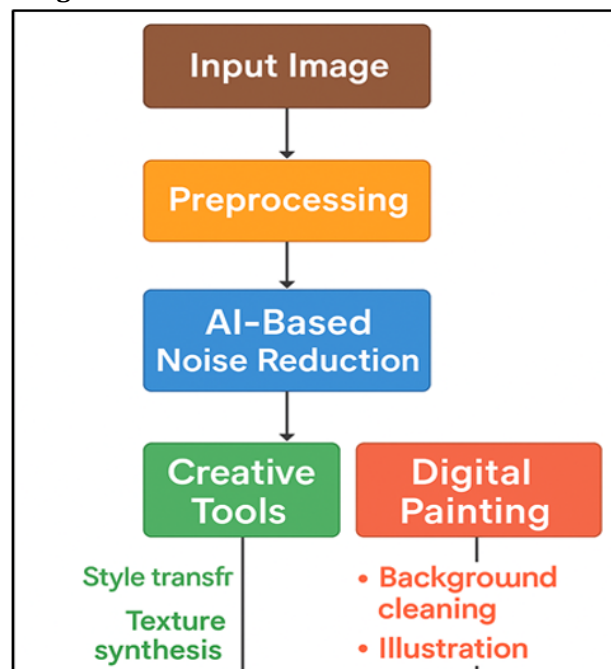 Input Image
Preprocessing
AI-Based
Noise Reduction
Creative
Tools
Digital
Painting
Style transfr
Texture
synthesis
• Background
cleaning
• Illustration